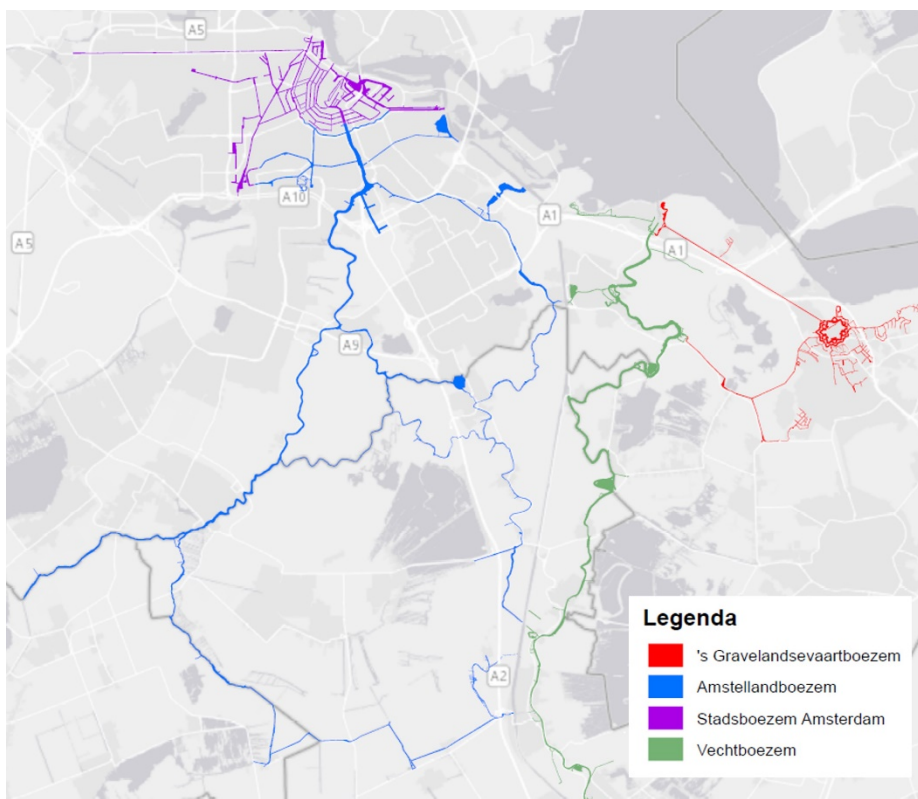 A5
A10
A1
A5
A1
A9
A2
Legenda
's Gravelandsevaartboezem
Amstellandboezem
Stadsboezem Amsterdam
Vechtboezem